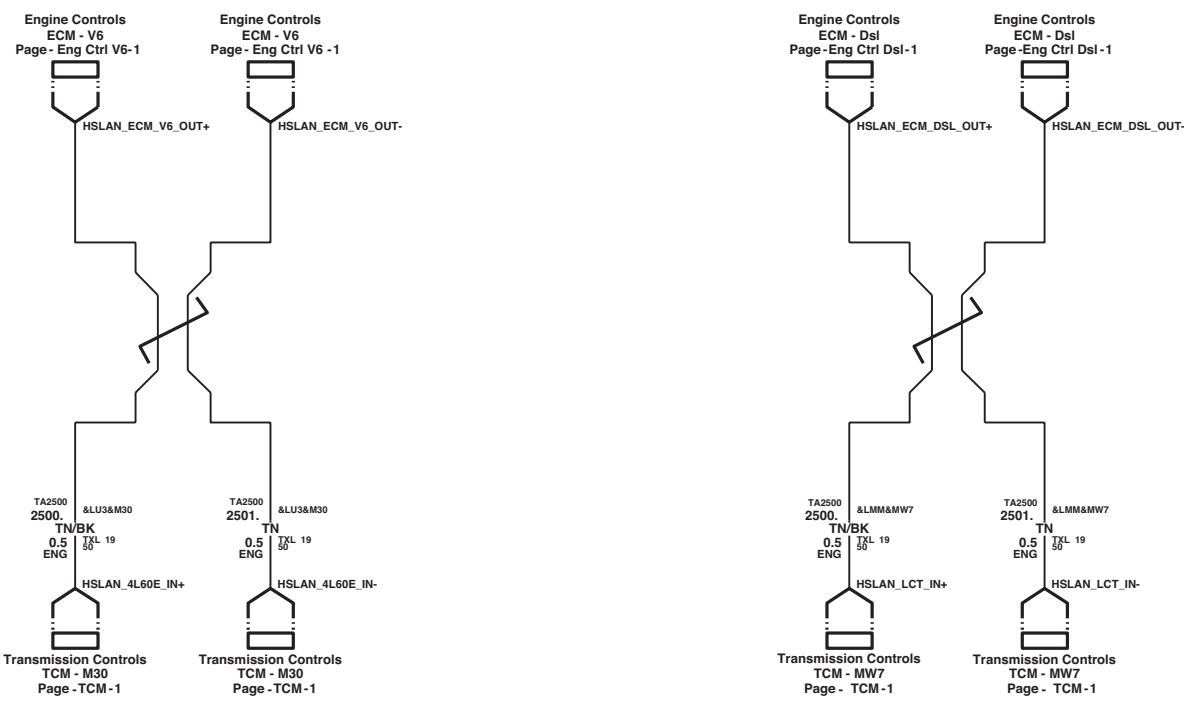 Engine Controls
ECM - V6
Page - Eng Ctrl V6-1
Engine Controls
ECM - V6
Page - Eng Ctrl V6 -1
Engine Controls
ECM - Dsl
Page-Eng Ctrl Dsl-1
Engine Controls
ECM - Dsl
Page-Eng Ctrl Dsl-1
HSLAN_ECM_V6_OUT+
HSLAN_ECM_V6_OUT-
HSLAN_ECM_DSL_OUT+
HSLAN_ECM_DSL_OUT-
TA2500
2500.
&LU3&M30
TN/BK
0.5
ENG
TXL 19
50
TA2500
2501.
&LU3&M30
TN
0.5
ENG
TXL 19
50
TA2500
2500.
&LMM&MW7
TN/BK
0.5
ENG
TXL 19
50
TA2500
2501.
&LMM&MW7
TN
0.5
ENG
TXL 19
50
HSLAN_4L60E_IN+
HSLAN_4L60E_IN-
HSLAN_LCT_IN+
HSLAN_LCT_IN-
Transmission Controls
TCM - M30
Page -TCM-1
Transmission Controls
TCM - M30
Page -TCM-1
Transmission Controls
TCM - MW7
Page - TCM-1
Transmission Controls
TCM - MW7
Page - TCM-1